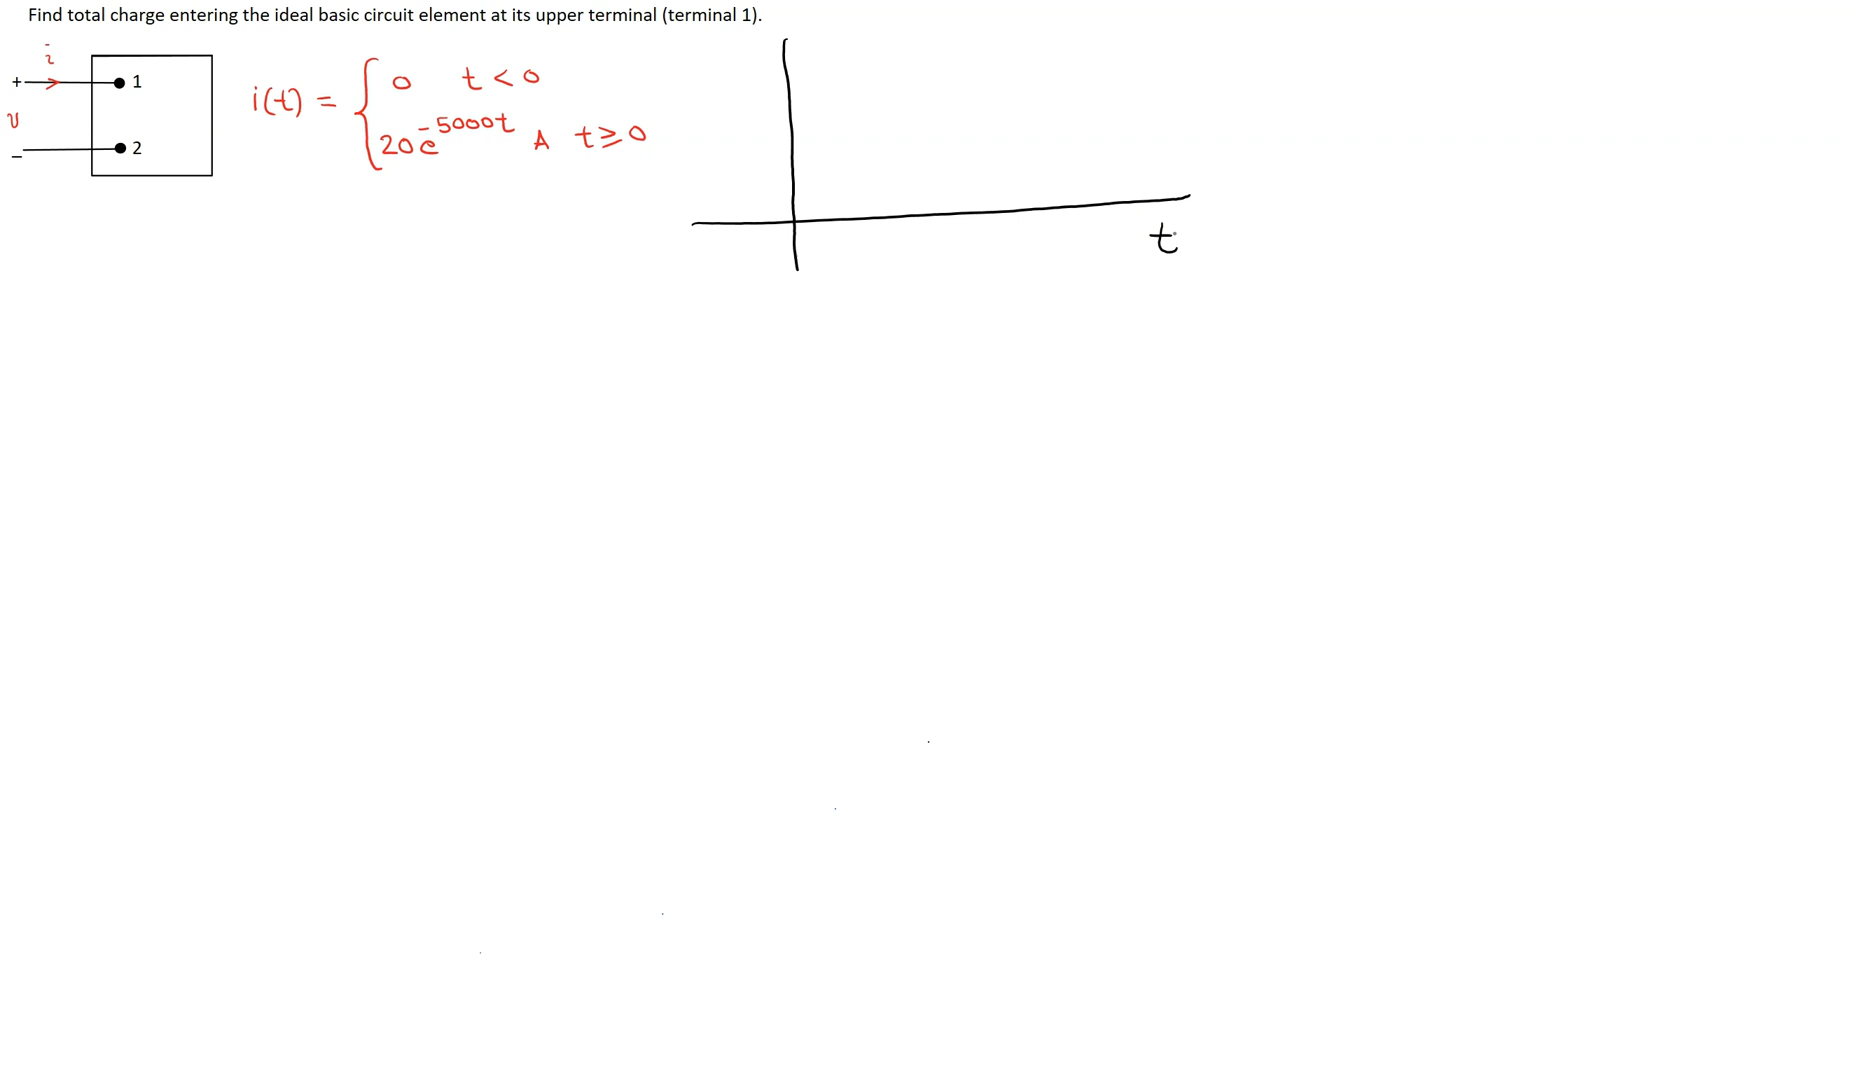 Find total charge entering the ideal basic circuit element at its upper terminal (terminal 1).
i
+ 1
v
− 2
i(t) = { 0 t < 0
20e^{-5000t} A t ≥ 0
t